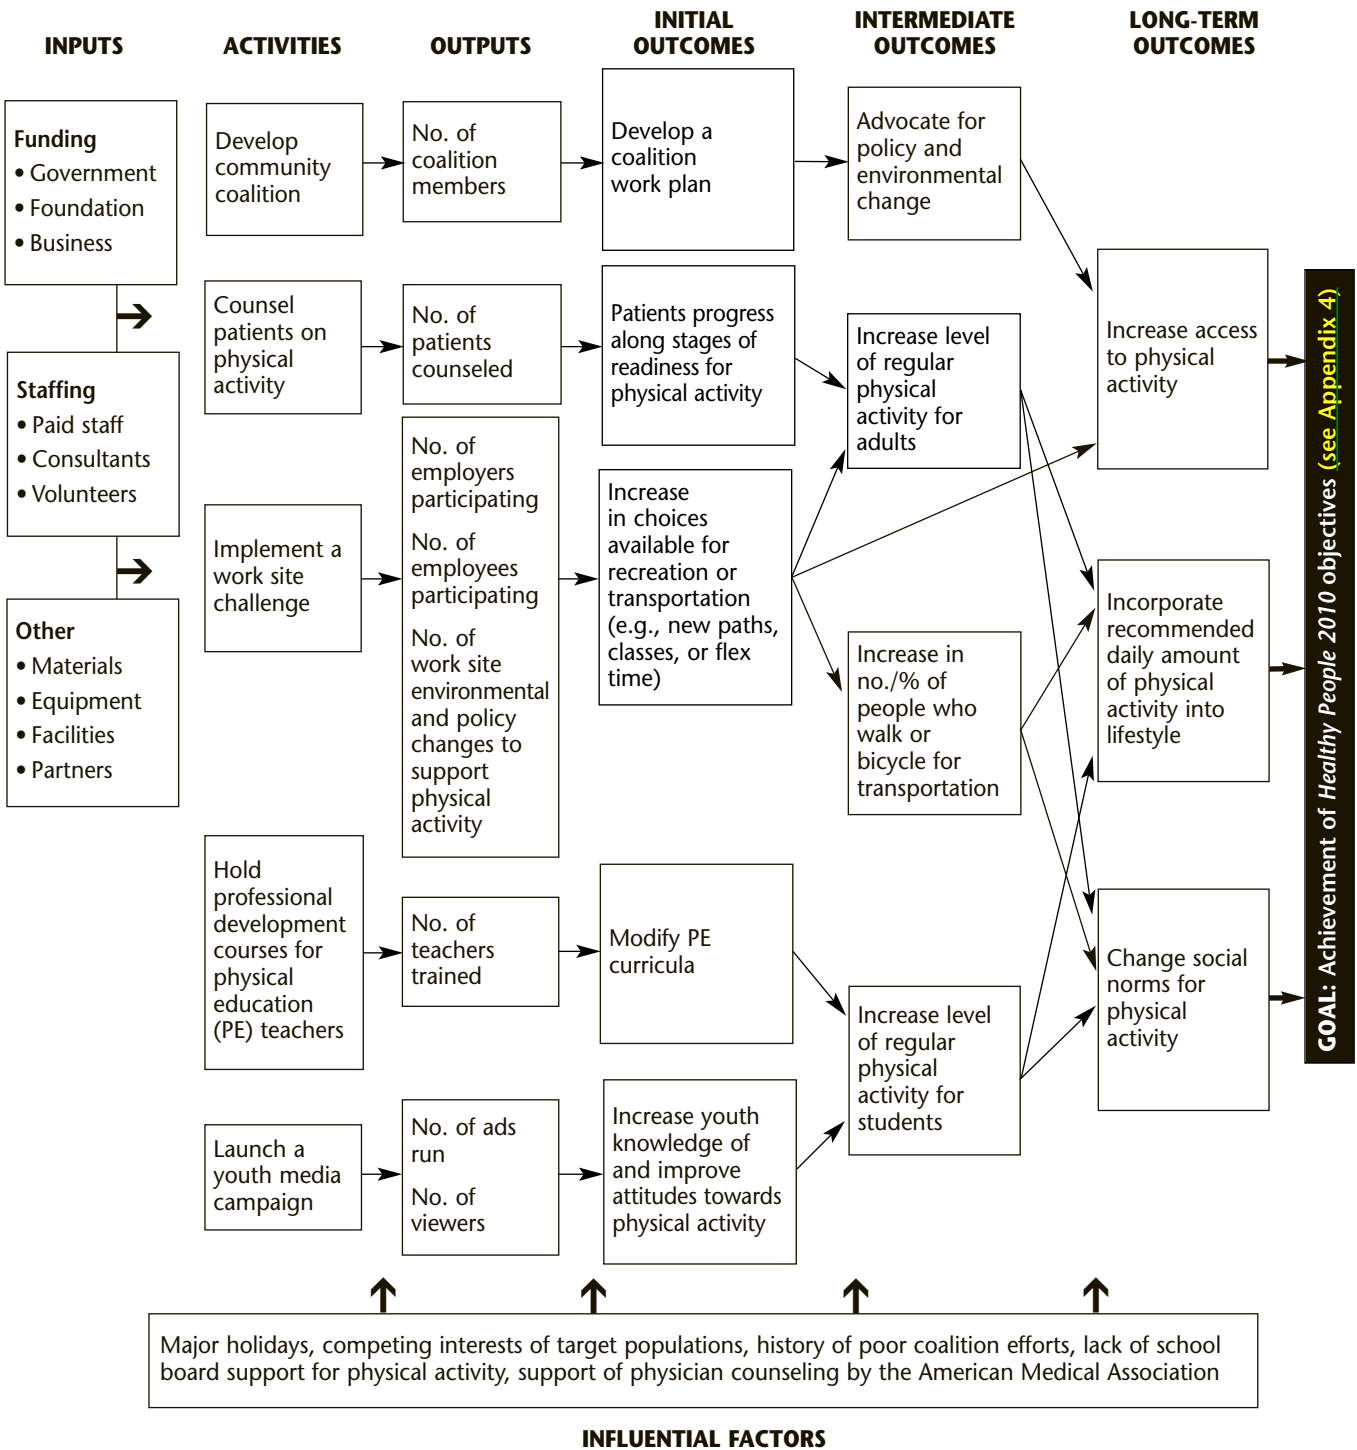 INPUTS
ACTIVITIES
OUTPUTS
INITIAL
OUTCOMES
INTERMEDIATE
OUTCOMES
LONG-TERM
OUTCOMES
Funding
• Government
• Foundation
• Business
Staffing
• Paid staff
• Consultants
• Volunteers
Other
• Materials
• Equipment
• Facilities
• Partners
Develop
community
coalition
Counsel
patients on
physical
activity
Implement a
work site
challenge
Hold
professional
development
courses for
physical
education
(PE) teachers
Launch a
youth media
campaign
No. of
coalition
members
No. of
patients
counseled
No. of
employers
participating
No. of
employees
participating
No. of
work site
environmental
and policy
changes to
support
physical
activity
No. of
teachers
trained
No. of ads
run
No. of
viewers
Develop a
coalition
work plan
Patients progress
along stages of
readiness for
physical activity
Increase
in choices
available for
recreation or
transportation
(e.g., new paths,
classes, or flex
time)
Modify PE
curricula
Increase youth
knowledge of
and improve
attitudes towards
physical activity
Advocate for
policy and
environmental
change
Increase level
of regular
physical
activity for
adults
Increase in
no./% of
people who
walk or
bicycle for
transportation
Increase level
of regular
physical
activity for
students
Increase access
to physical
activity
Incorporate
recommended
daily amount
of physical
activity into
lifestyle
Change social
norms for
physical
activity
GOAL: Achievement of Healthy People 2010 objectives (see Appendix 4)
Major holidays, competing interests of target populations, history of poor coalition efforts, lack of school
board support for physical activity, support of physician counseling by the American Medical Association
INFLUENTIAL FACTORS